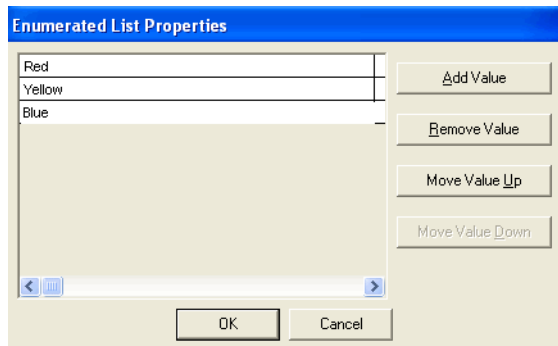 Enumerated List Properties
Red
Yellow
Blue
Add Value
Remove Value
Move Value Up
Move Value Down
OK
Cancel